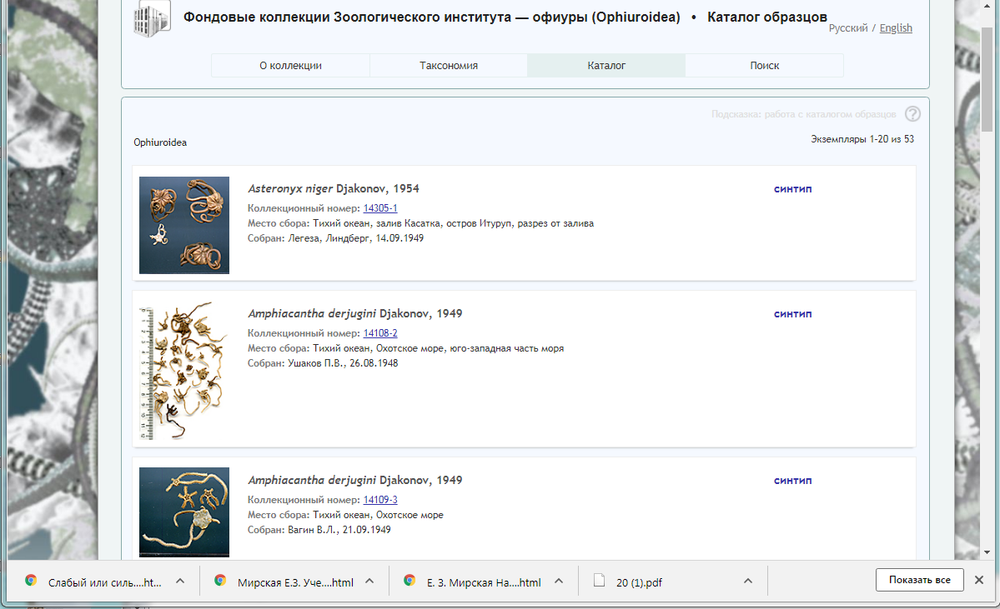 Фондовые коллекции Зоологического института — офиуры (Ophiuroidea) • Каталог образцов
Русский / English
О коллекции Таксономия Каталог Поиск
Подсказка: работа с каталогом образцов ?
Ophiuroidea
Экземпляры 1-20 из 53
Asteronyx niger Djakonov, 1954
синтип
Коллекционный номер: 14305-1
Место сбора: Тихий океан, залив Касатка, остров Итуруп, разрез от залива
Собран: Легеза, Линдберг, 14.09.1949
Amphiacantha derjugini Djakonov, 1949
синтип
Коллекционный номер: 14108-2
Место сбора: Тихий океан, Охотское море, юго-западная часть моря
Собран: Ушаков П.В., 26.08.1948
Amphiacantha derjugini Djakonov, 1949
синтип
Коллекционный номер: 14109-3
Место сбора: Тихий океан, Охотское море
Собран: Вагин В.Л., 21.09.1949
Слабый или силь....ht... Мирская Е.З. Уче....html Е. З. Мирская На....html 20 (1).pdf Показать все